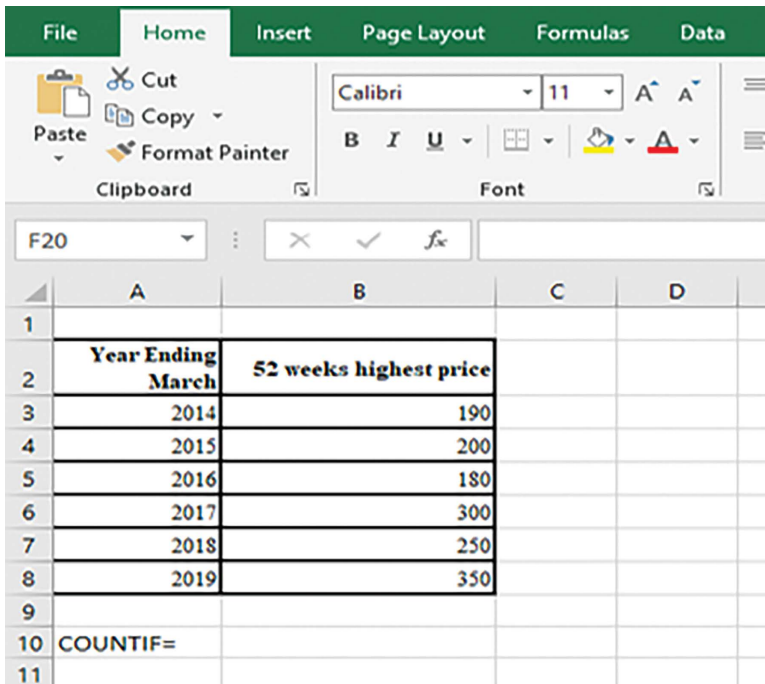 File Home Insert Page Layout Formulas Data
Cut
Copy
Format Painter
Paste
Clipboard
Calibri 11 A A
B I U A
Font
F20 fx
A B C D
1
2 Year Ending March 52 weeks highest price
3 2014 190
4 2015 200
5 2016 180
6 2017 300
7 2018 250
8 2019 350
9
10 COUNTIF=
11